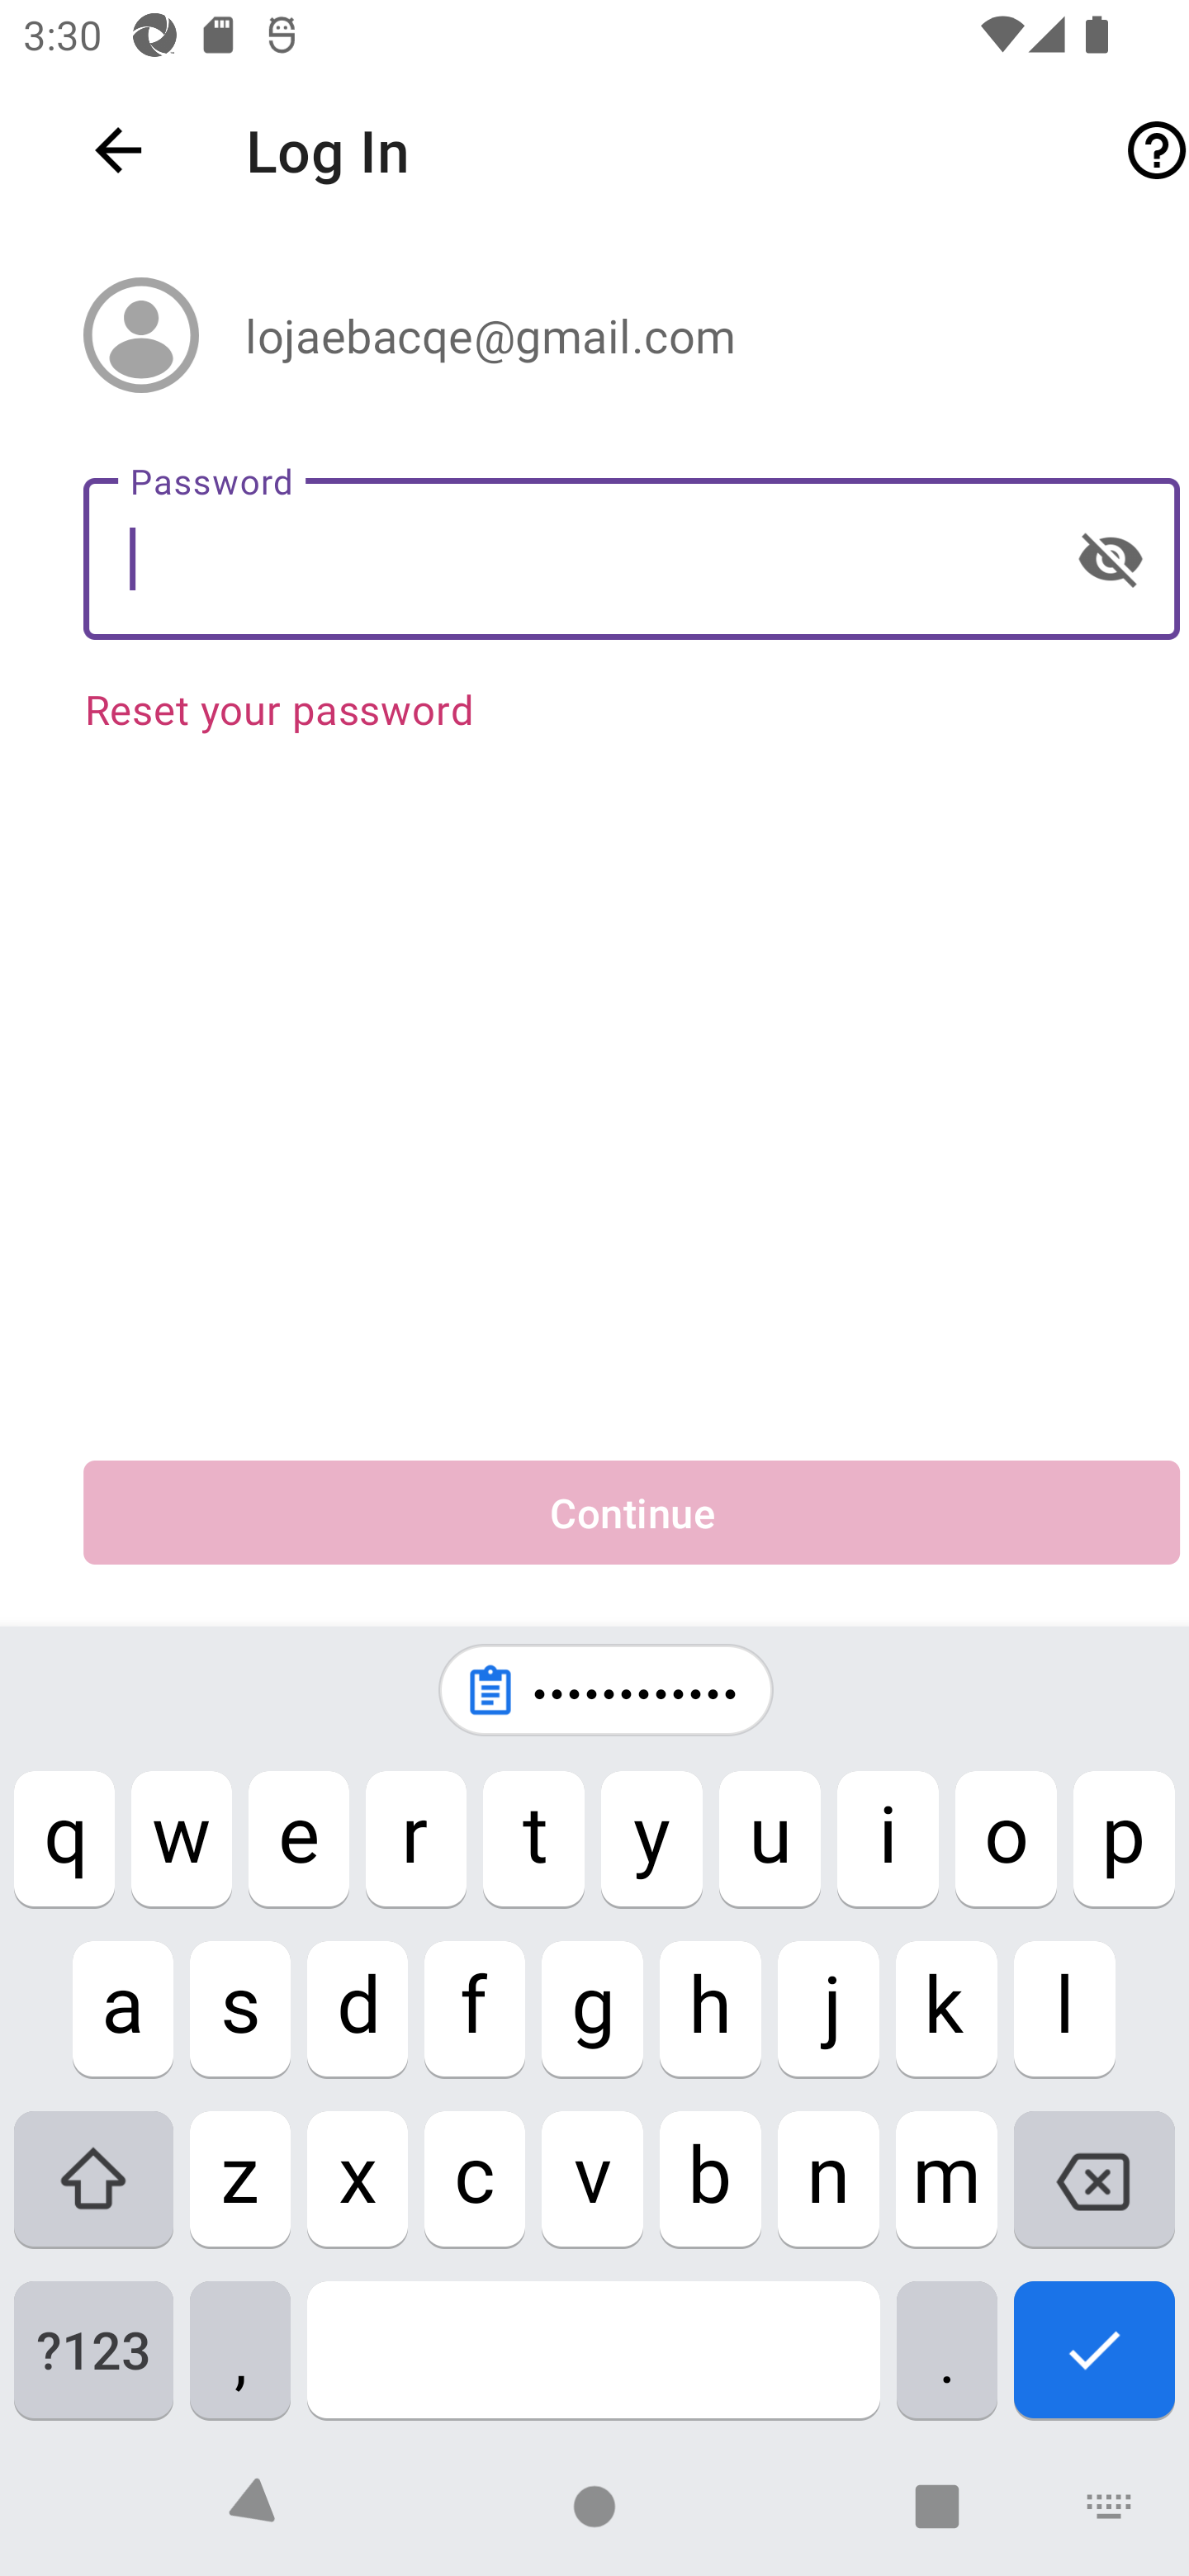 3:30
Log In
lojaebacqe@gmail.com
Password
Reset your password
Continue
••••••••••••
q w e r t y u i o p
a s d f g h j k l
z x c v b n m
?123 , .